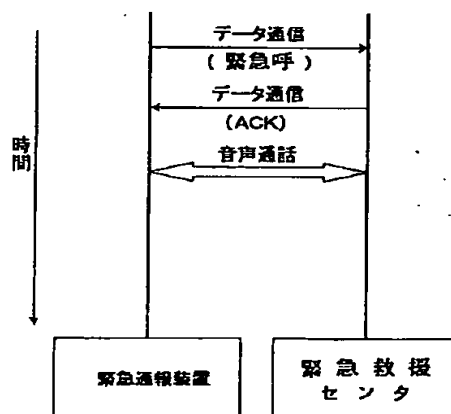 データ通信
(緊急呼)
データ通信
(ACK)
音声通話
時間
緊急通報装置
緊急救援
センタ